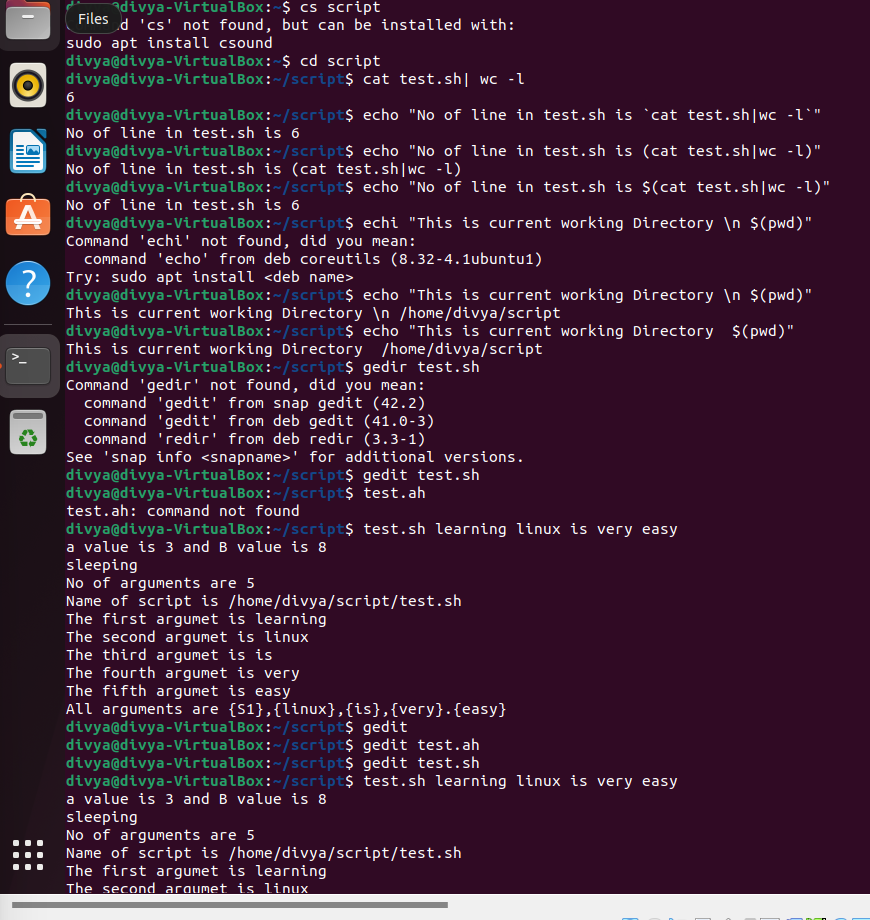 divya@divya-VirtualBox:~$ cs script
Files
d 'cs' not found, but can be installed with:
sudo apt install csound
divya@divya-VirtualBox:~$ cd script
divya@divya-VirtualBox:~/script$ cat test.sh| wc -l
6
divya@divya-VirtualBox:~/script$ echo "No of line in test.sh is `cat test.sh|wc -l`"
No of line in test.sh is 6
divya@divya-VirtualBox:~/script$ echo "No of line in test.sh is (cat test.sh|wc -l)"
No of line in test.sh is (cat test.sh|wc -l)
divya@divya-VirtualBox:~/script$ echo "No of line in test.sh is $(cat test.sh|wc -l)"
No of line in test.sh is 6
divya@divya-VirtualBox:~/script$ echi "This is current working Directory \n $(pwd)"
Command 'echi' not found, did you mean:
  command 'echo' from deb coreutils (8.32-4.1ubuntu1)
Try: sudo apt install <deb name>
divya@divya-VirtualBox:~/script$ echo "This is current working Directory \n $(pwd)"
This is current working Directory \n /home/divya/script
divya@divya-VirtualBox:~/script$ echo "This is current working Directory  $(pwd)"
This is current working Directory  /home/divya/script
divya@divya-VirtualBox:~/script$ gedir test.sh
Command 'gedir' not found, did you mean:
  command 'gedit' from snap gedit (42.2)
  command 'gedit' from deb gedit (41.0-3)
  command 'redir' from deb redir (3.3-1)
See 'snap info <snapname>' for additional versions.
divya@divya-VirtualBox:~/script$ gedit test.sh
divya@divya-VirtualBox:~/script$ test.ah
test.ah: command not found
divya@divya-VirtualBox:~/script$ test.sh learning linux is very easy
a value is 3 and B value is 8
sleeping
No of arguments are 5
Name of script is /home/divya/script/test.sh
The first argumet is learning
The second argumet is linux
The third argumet is is
The fourth argumet is very
The fifth argumet is easy
All arguments are {S1},{linux},{is},{very}.{easy}
divya@divya-VirtualBox:~/script$ gedit
divya@divya-VirtualBox:~/script$ gedit test.ah
divya@divya-VirtualBox:~/script$ gedit test.sh
divya@divya-VirtualBox:~/script$ test.sh learning linux is very easy
a value is 3 and B value is 8
sleeping
No of arguments are 5
Name of script is /home/divya/script/test.sh
The first argumet is learning
The second argumet is linux